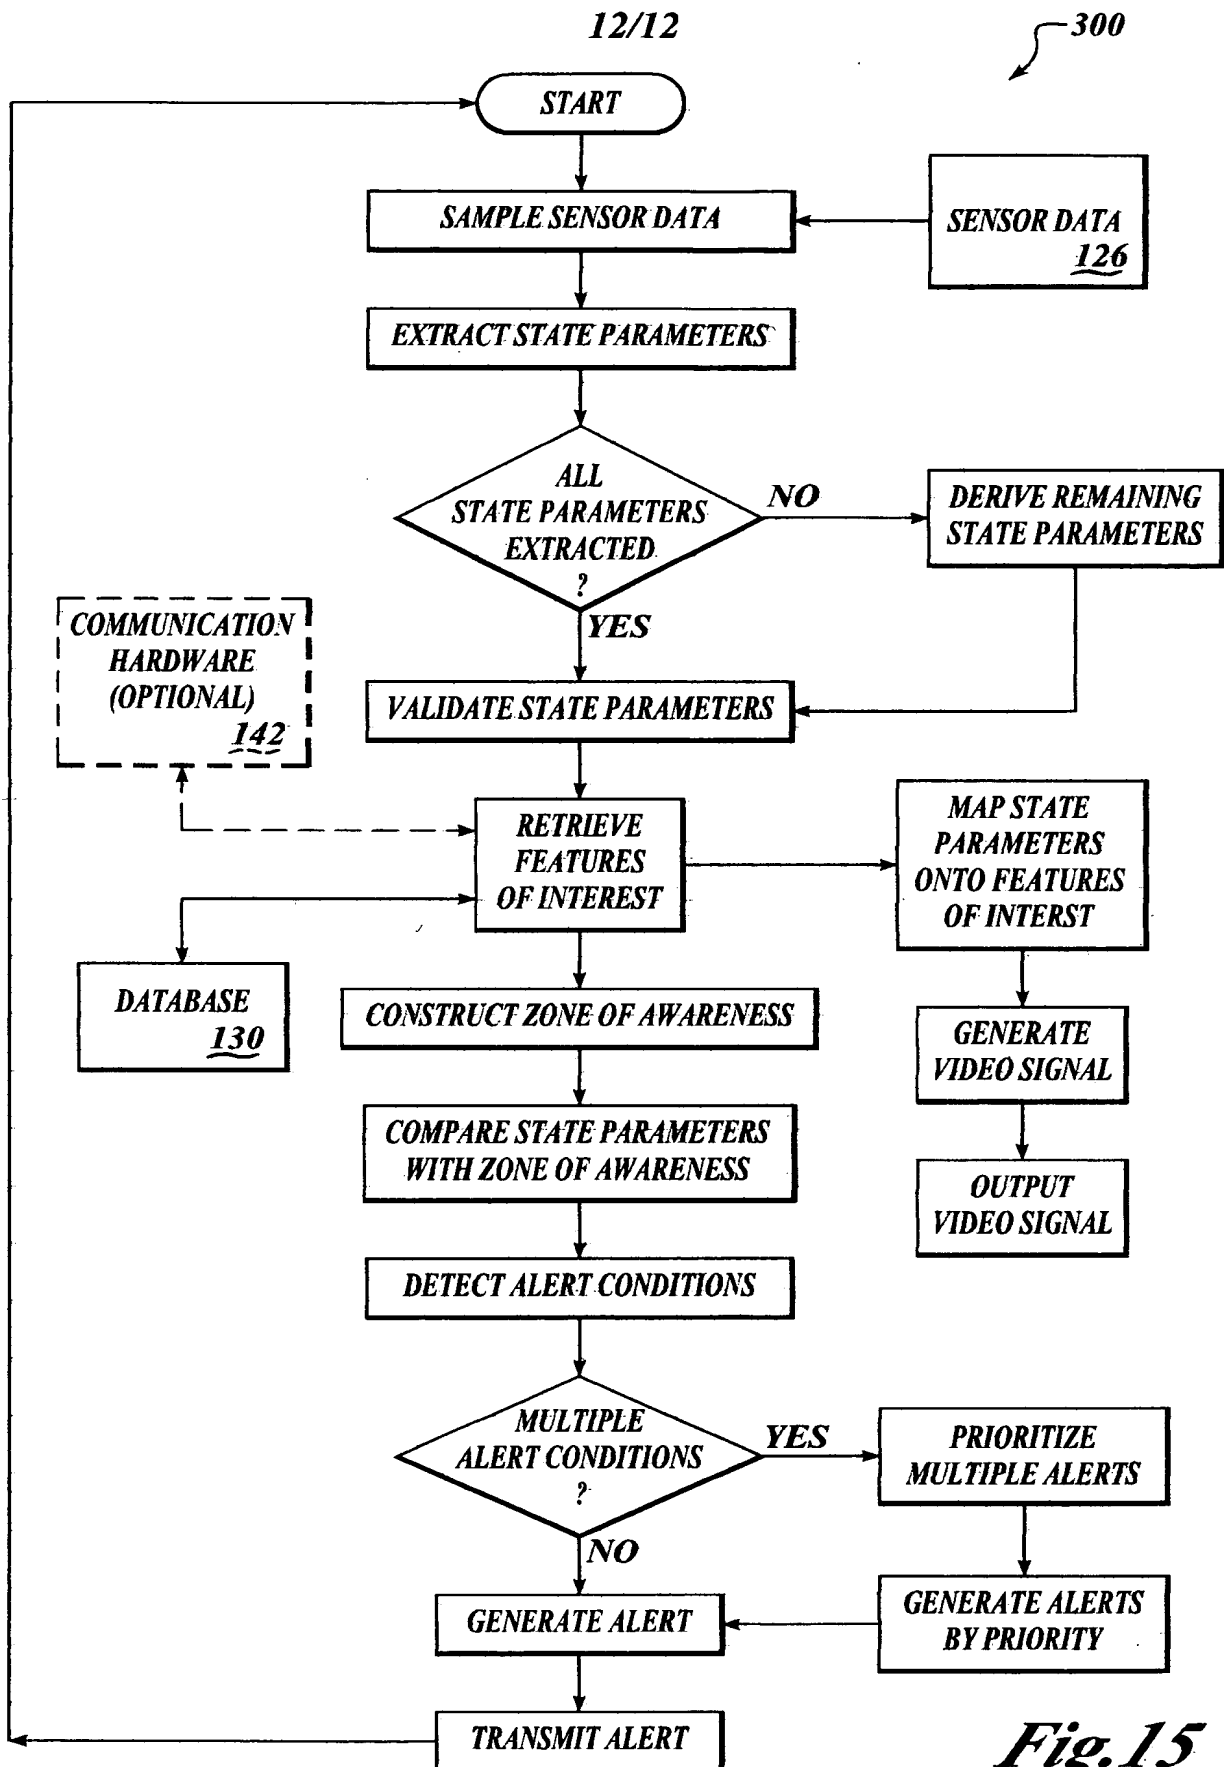 12/12
300
START
SAMPLE SENSOR DATA
SENSOR DATA
126
EXTRACT STATE PARAMETERS
ALL
STATE PARAMETERS
EXTRACTED
?
NO
DERIVE REMAINING
STATE PARAMETERS
YES
COMMUNICATION
HARDWARE
(OPTIONAL)
142
VALIDATE STATE PARAMETERS
RETRIEVE
FEATURES
OF INTEREST
MAP STATE
PARAMETERS
ONTO FEATURES
OF INTERST
DATABASE
130
CONSTRUCT ZONE OF AWARENESS
GENERATE
VIDEO SIGNAL
COMPARE STATE PARAMETERS
WITH ZONE OF AWARENESS
OUTPUT
VIDEO SIGNAL
DETECT ALERT CONDITIONS
MULTIPLE
ALERT CONDITIONS
?
YES
PRIORITIZE
MULTIPLE ALERTS
NO
GENERATE ALERT
GENERATE ALERTS
BY PRIORITY
TRANSMIT ALERT
Fig.15